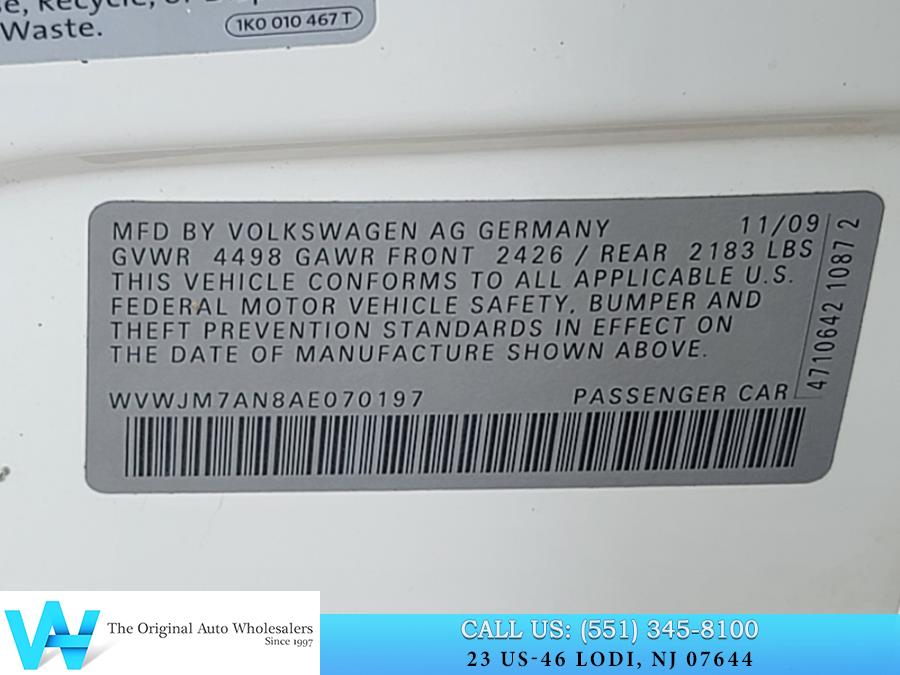 Recycle, or
Waste.
1K0 010 467 T
MFD BY VOLKSWAGEN AG GERMANY 11/09
GVWR 4498 GAWR FRONT 2426 / REAR 2183 LBS
THIS VEHICLE CONFORMS TO ALL APPLICABLE U.S.
FEDERAL MOTOR VEHICLE SAFETY, BUMPER AND
THEFT PREVENTION STANDARDS IN EFFECT ON
THE DATE OF MANUFACTURE SHOWN ABOVE.
4710642 1087 2
WVWJM7AN8AE070197 PASSENGER CAR
W
The Original Auto Wholesalers
Since 1997
CALL US: (551) 345-8100
23 US-46 LODI, NJ 07644